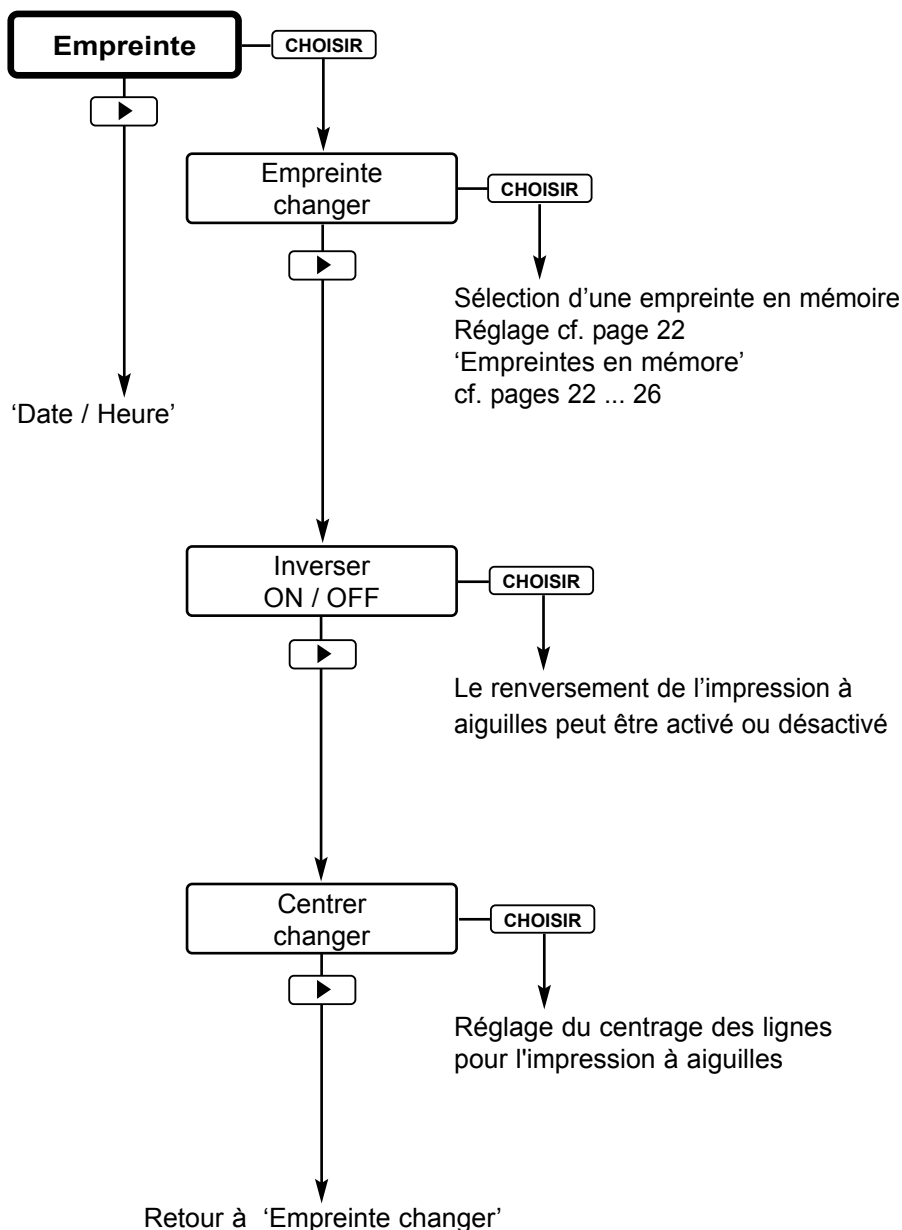 Empreinte
CHOISIR
Empreinte
changer
CHOISIR
Sélection d’une empreinte en mémoire
Réglage cf. page 22
‘Empreintes en mémore’
cf. pages 22 ... 26
‘Date / Heure’
Inverser
ON / OFF
CHOISIR
Le renversement de l’impression à
aiguilles peut être activé ou désactivé
Centrer
changer
CHOISIR
Réglage du centrage des lignes
pour l'impression à aiguilles
Retour à ‘Empreinte changer’